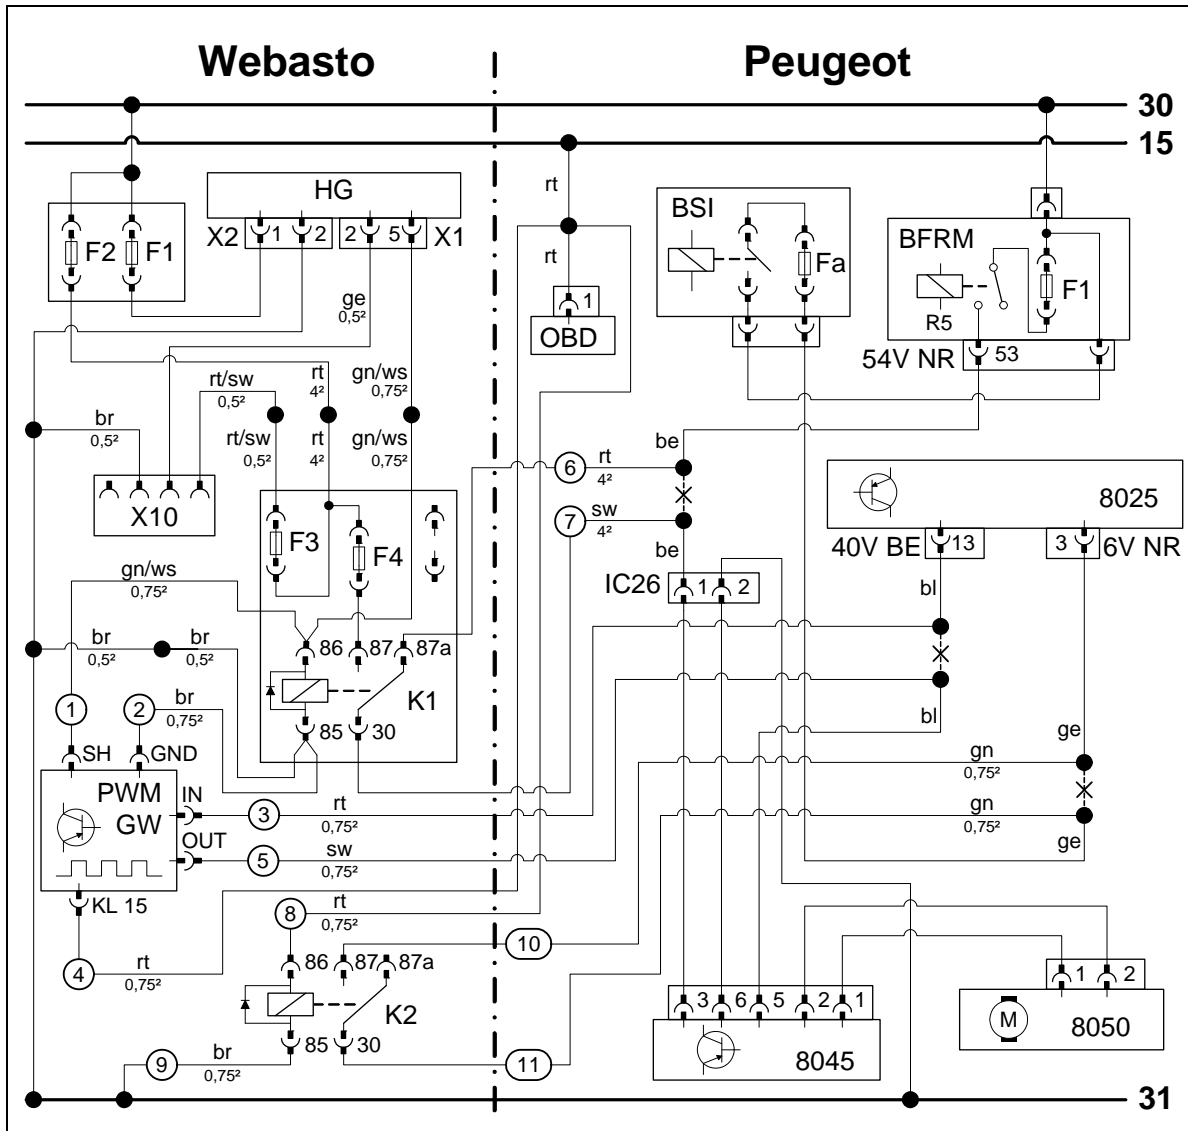 Webasto
Peugeot
30
15
HG
X2 1 2 2 5 X1
F2 F1
ge
0,5²
rt
rt
1
OBD
BSI
Fa
BFRM
F1
R5
54V NR 53
rt/sw
0,5²
rt
4²
gn/ws
0,75²
br
0,5²
rt/sw
0,5²
rt
4²
gn/ws
0,75²
X10
be
6
rt
4²
7
sw
4²
be
8025
40V BE 13 3 6V NR
F3 F4
gn/ws
0,75²
IC26 1 2
bl
br
0,5²
br
0,5²
86 87 87a
K1
85 30
1 2
br
0,75²
SH GND
bl
ge
gn
0,75²
PWM
GW
IN
OUT
3
rt
0,75²
gn
0,75²
5
sw
0,75²
ge
KL 15
8
rt
0,75²
4
rt
0,75²
86 87 87a
K2
85 30
10
9
br
0,75²
11
3 6 5 2 1
8045
1 2
M
8050
31